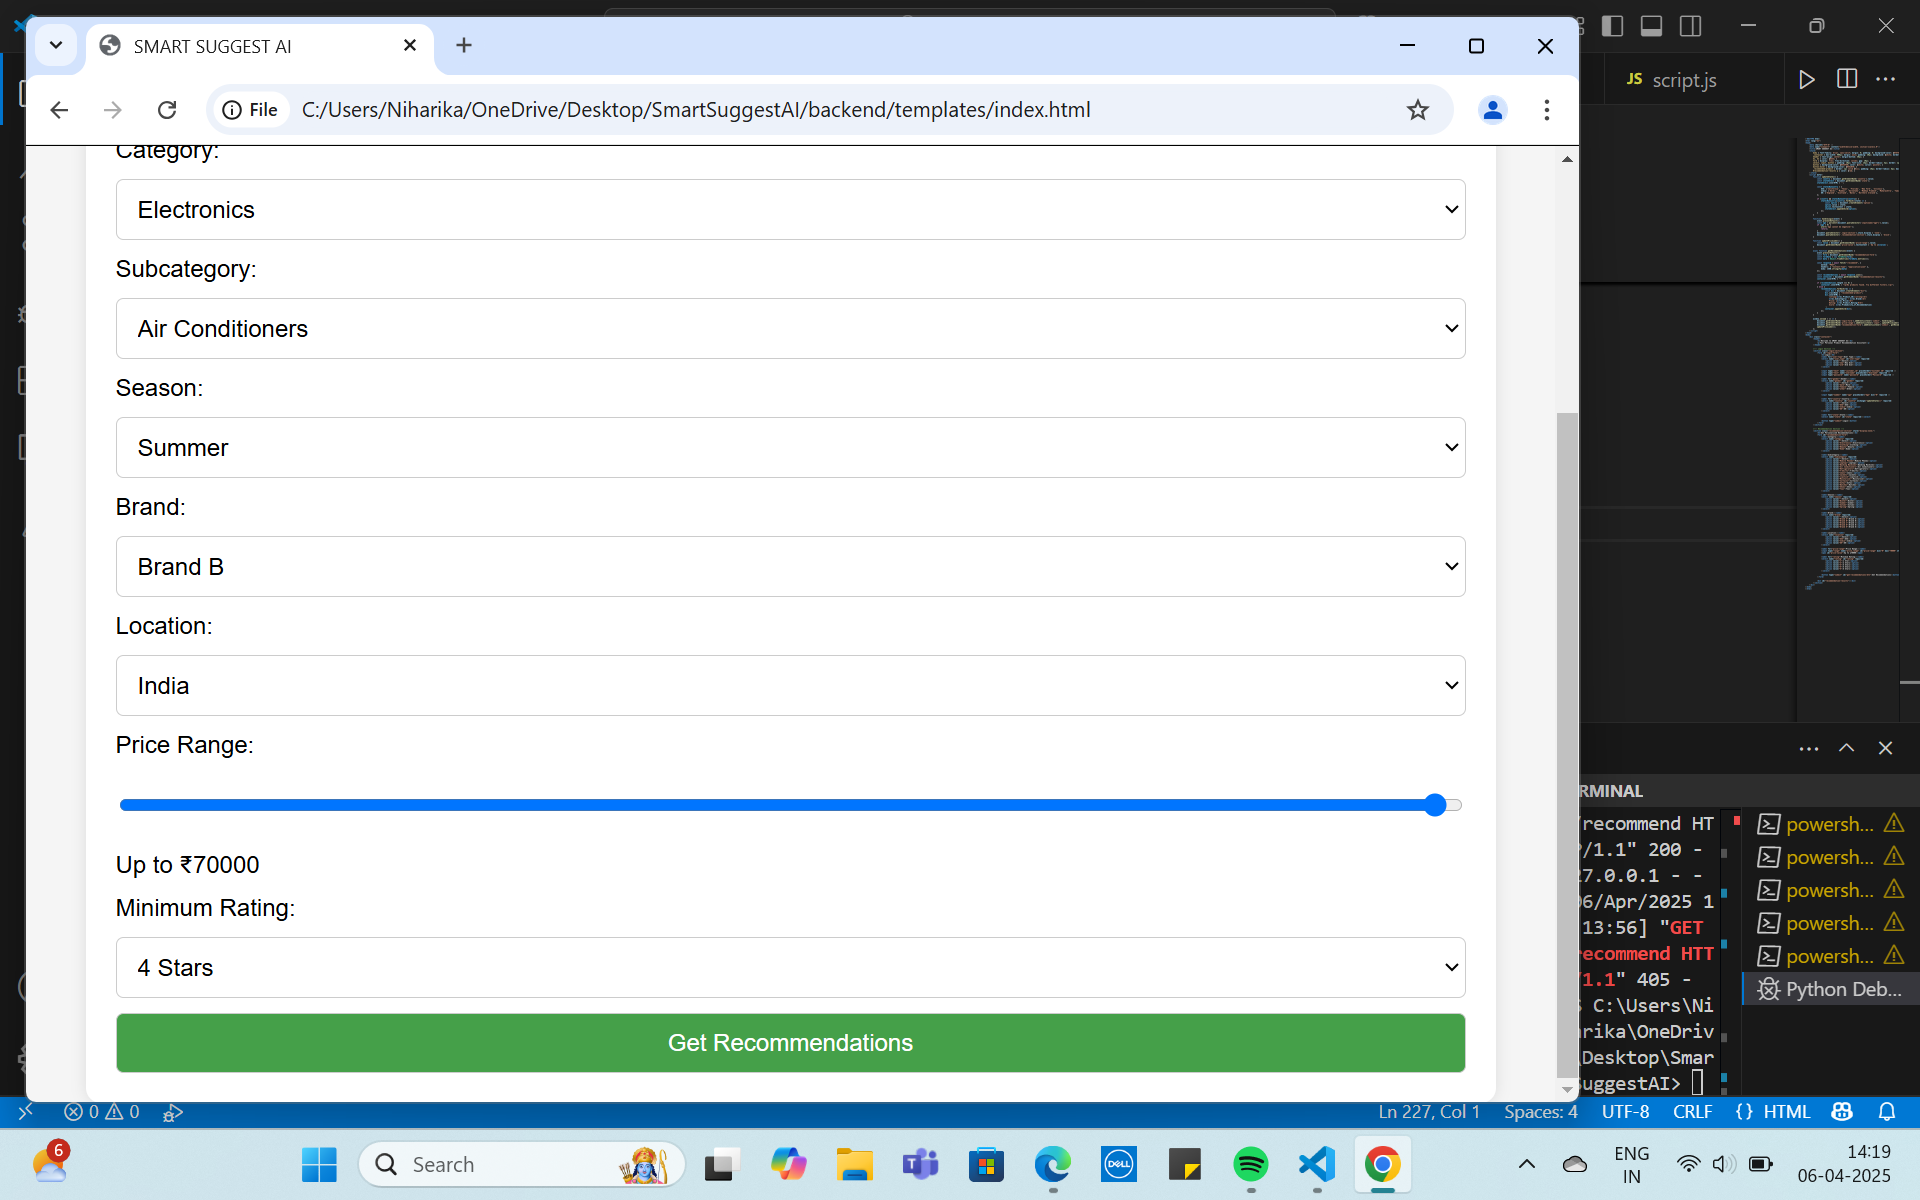 SMART SUGGEST AI
script.js
File
C:/Users/Niharika/OneDrive/Desktop/SmartSuggestAI/backend/templates/index.html
Category:
Electronics
Subcategory:
Air Conditioners
Season:
Summer
Brand:
Brand B
Location:
India
Price Range:
Up to ₹70000
Minimum Rating:
4 Stars
Get Recommendations
RMINAL
/recommend HT
/1.1" 200 -
7.0.0.1 - -
06/Apr/2025 1
13:56] "GET
ecommend HTT
1.1" 405 -
C:\Users\Ni
rika\OneDriv
\Desktop\Smar
SuggestAI>
powersh...
powersh...
powersh...
powersh...
powersh...
Python Deb...
0
0
Ln 227, Col 1
Spaces: 4
UTF-8
CRLF
{ }
HTML
6
Search
DELL
ENG
IN
14:19
06-04-2025